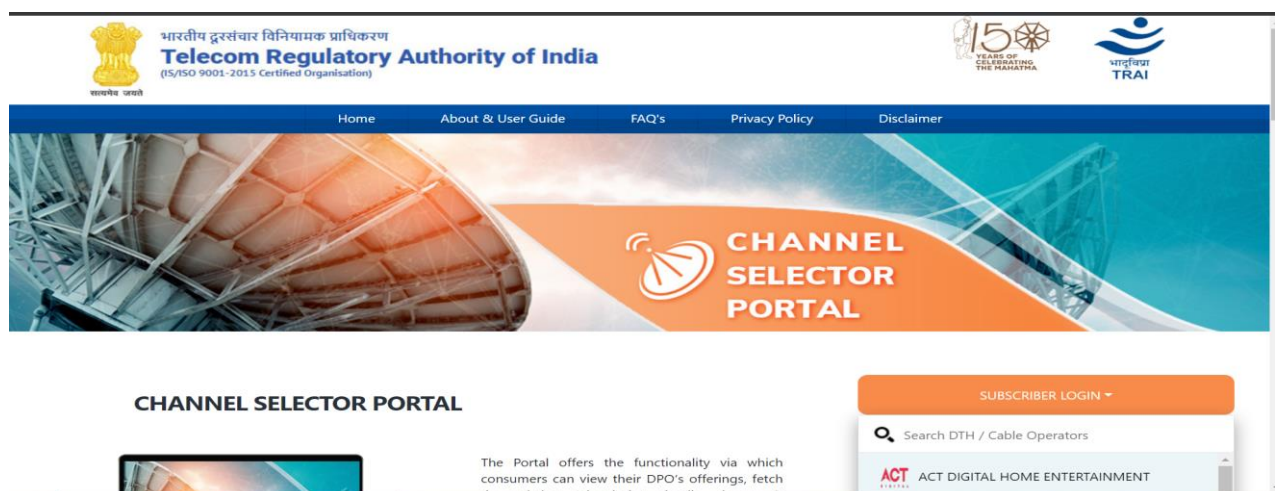 भारतीय दूरसंचार विनियामक प्राधिकरण
Telecom Regulatory Authority of India
(IS/ISO 9001-2015 Certified Organisation)
सत्यमेव जयते
150
YEARS OF
CELEBRATING
THE MAHATMA
भादूविप्रा
TRAI
Home About & User Guide FAQ's Privacy Policy Disclaimer
CHANNEL
SELECTOR
PORTAL
CHANNEL SELECTOR PORTAL
The Portal offers the functionality via which
consumers can view their DPO's offerings, fetch
SUBSCRIBER LOGIN
Search DTH / Cable Operators
ACT
DIGITAL
ACT DIGITAL HOME ENTERTAINMENT